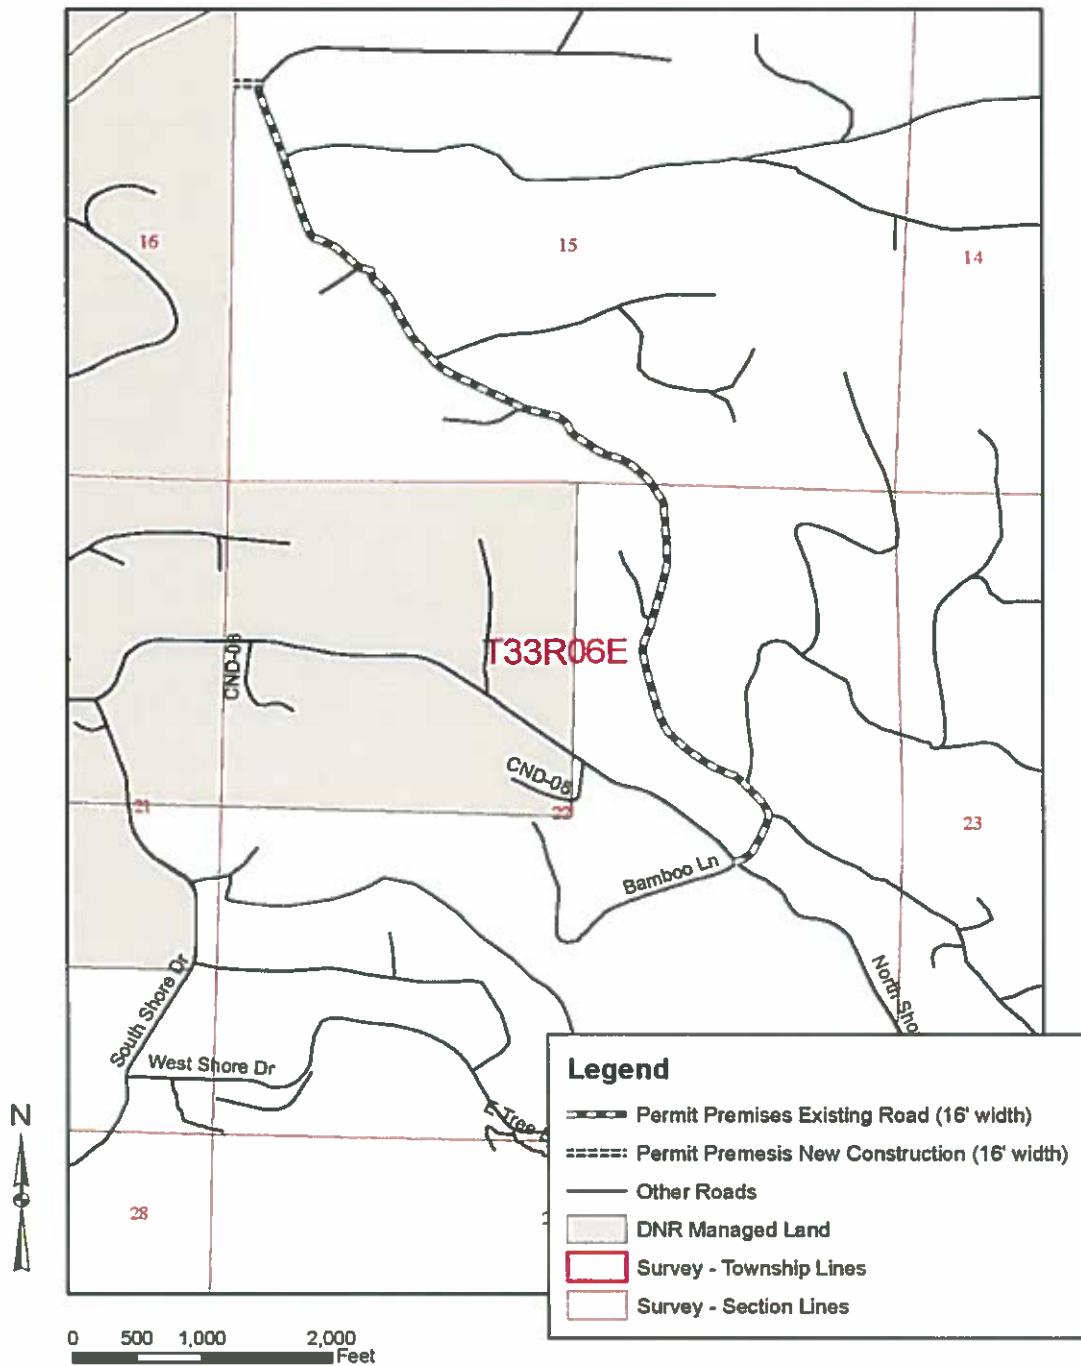 16
15
14
T33R06E
CND-08
CND-08
21
22
23
Bamboo Ln
North Sho
South Shore Dr
West Shore Dr
E Tree
28
2
N
Legend
Permit Premises Existing Road (16' width)
Permit Premesis New Construction (16' width)
Other Roads
DNR Managed Land
Survey - Township Lines
Survey - Section Lines
0 500 1,000 2,000
Feet